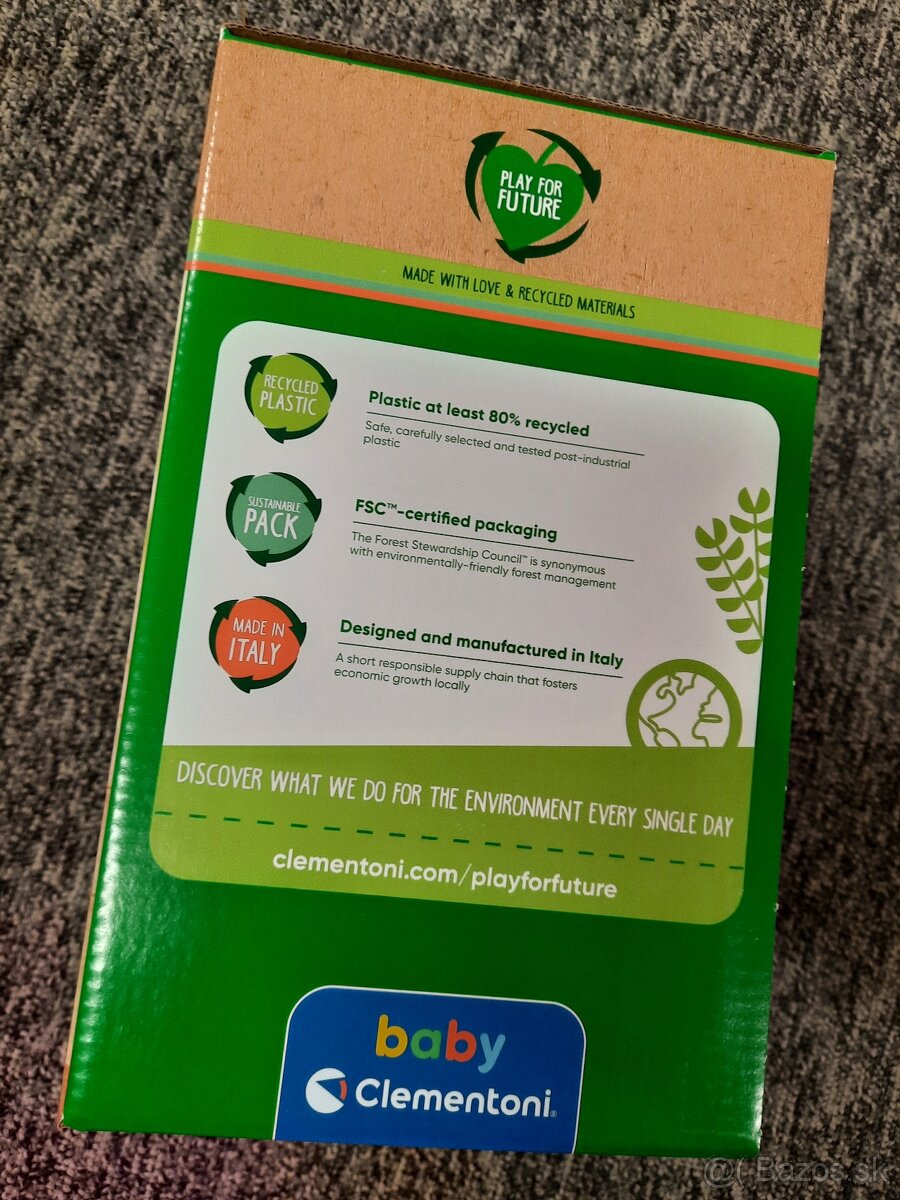 PLAY FOR
FUTURE
MADE WITH LOVE & RECYCLED MATERIALS
RECYCLED
PLASTIC
Plastic at least 80% recycled
Safe, carefully selected and tested post-industrial
plastic
SUSTAINABLE
PACK
FSC™-certified packaging
The Forest Stewardship Council™ is synonymous
with environmentally-friendly forest management
MADE IN
ITALY
Designed and manufactured in Italy
A short responsible supply chain that fosters
economic growth locally
DISCOVER WHAT WE DO FOR THE ENVIRONMENT EVERY SINGLE DAY
clementoni.com/playforfuture
baby
Clementoni®
Bazos.sk